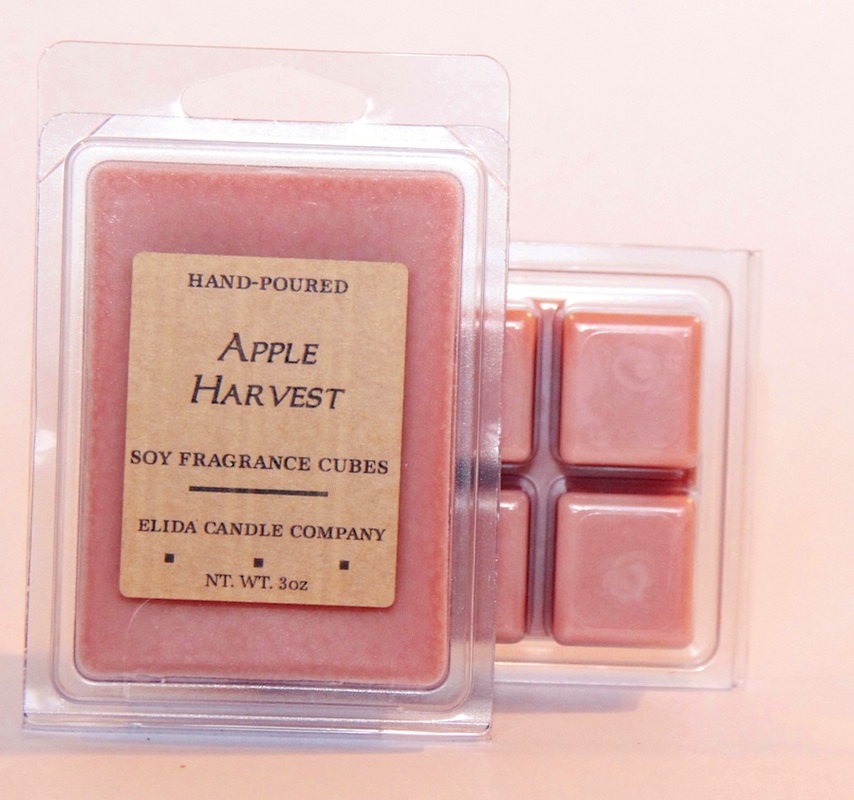 HAND-POURED
APPLE
HARVEST
SOY FRAGRANCE CUBES
ELIDA CANDLE COMPANY
NT. WT. 3oz